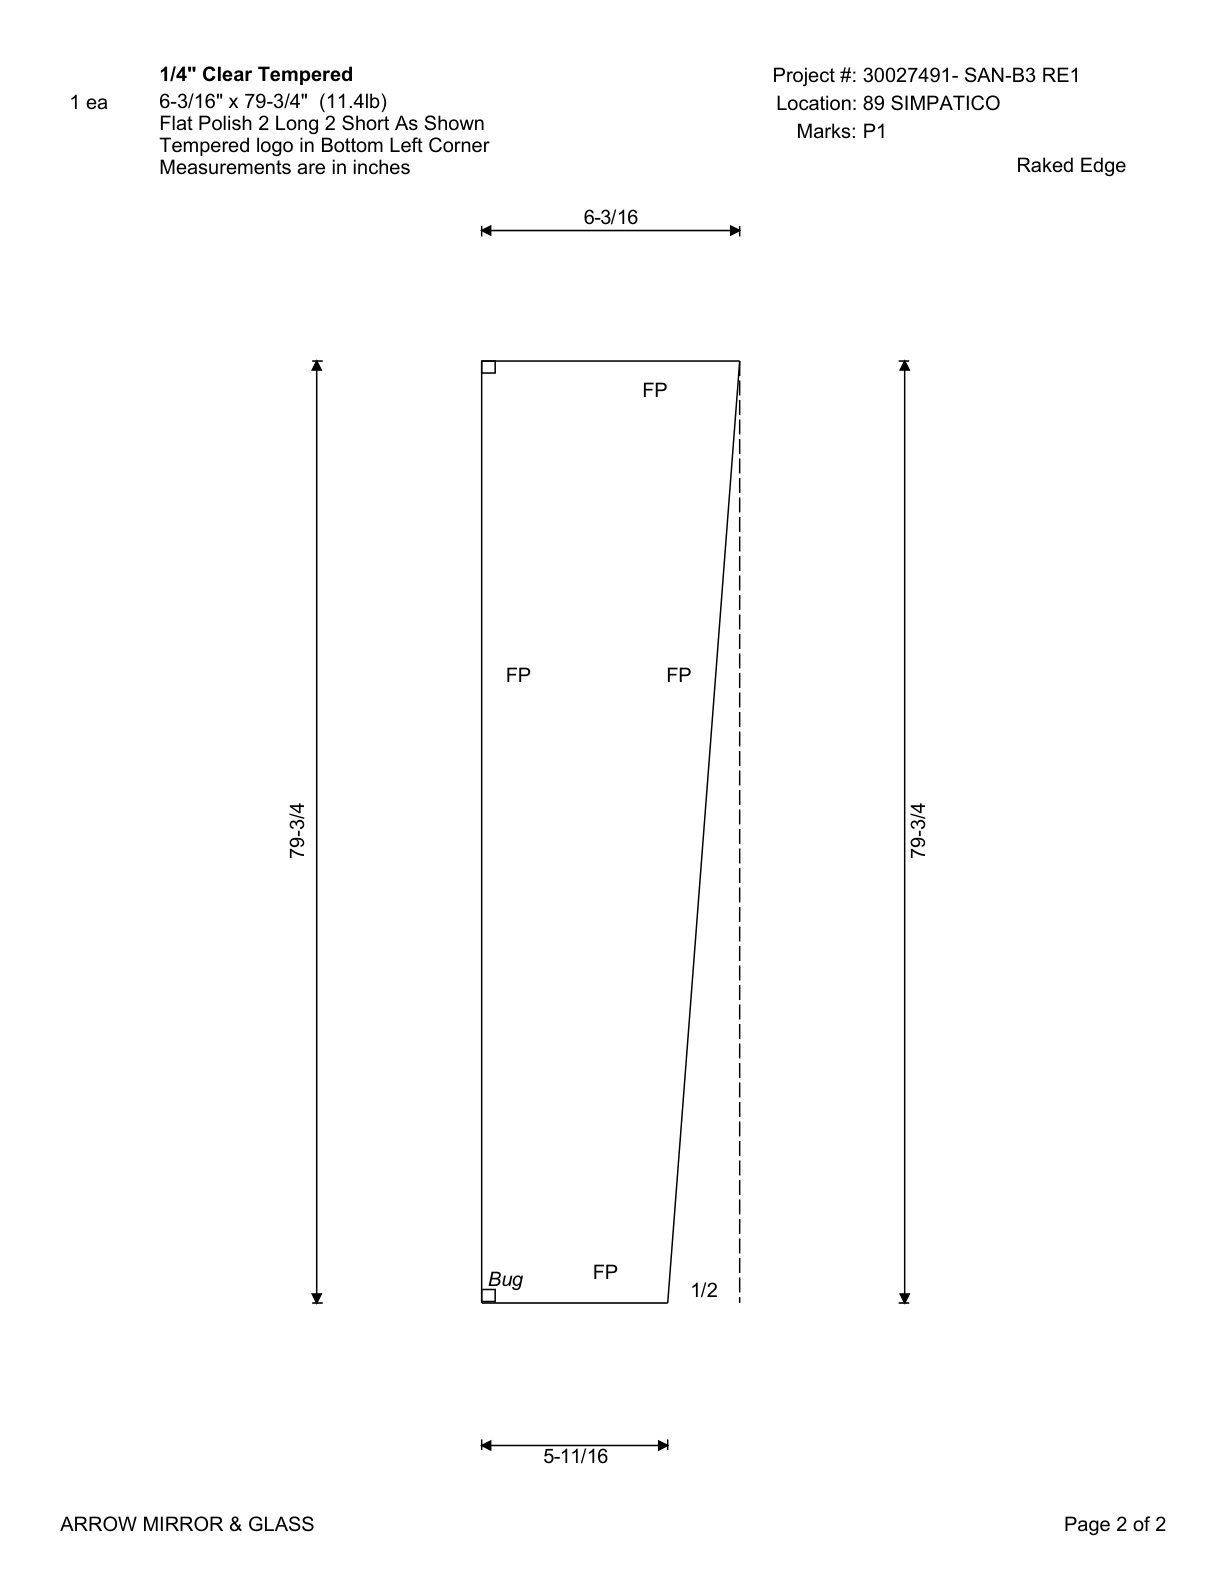 1/4" Clear Tempered
1 ea
6-3/16" x 79-3/4" (11.4lb)
Flat Polish 2 Long 2 Short As Shown
Tempered logo in Bottom Left Corner
Measurements are in inches
Project #: 30027491- SAN-B3 RE1
Location: 89 SIMPATICO
Marks: P1
Raked Edge
6-3/16
FP
FP
FP
79-3/4
79-3/4
Bug
FP
1/2
5-11/16
ARROW MIRROR & GLASS
Page 2 of 2